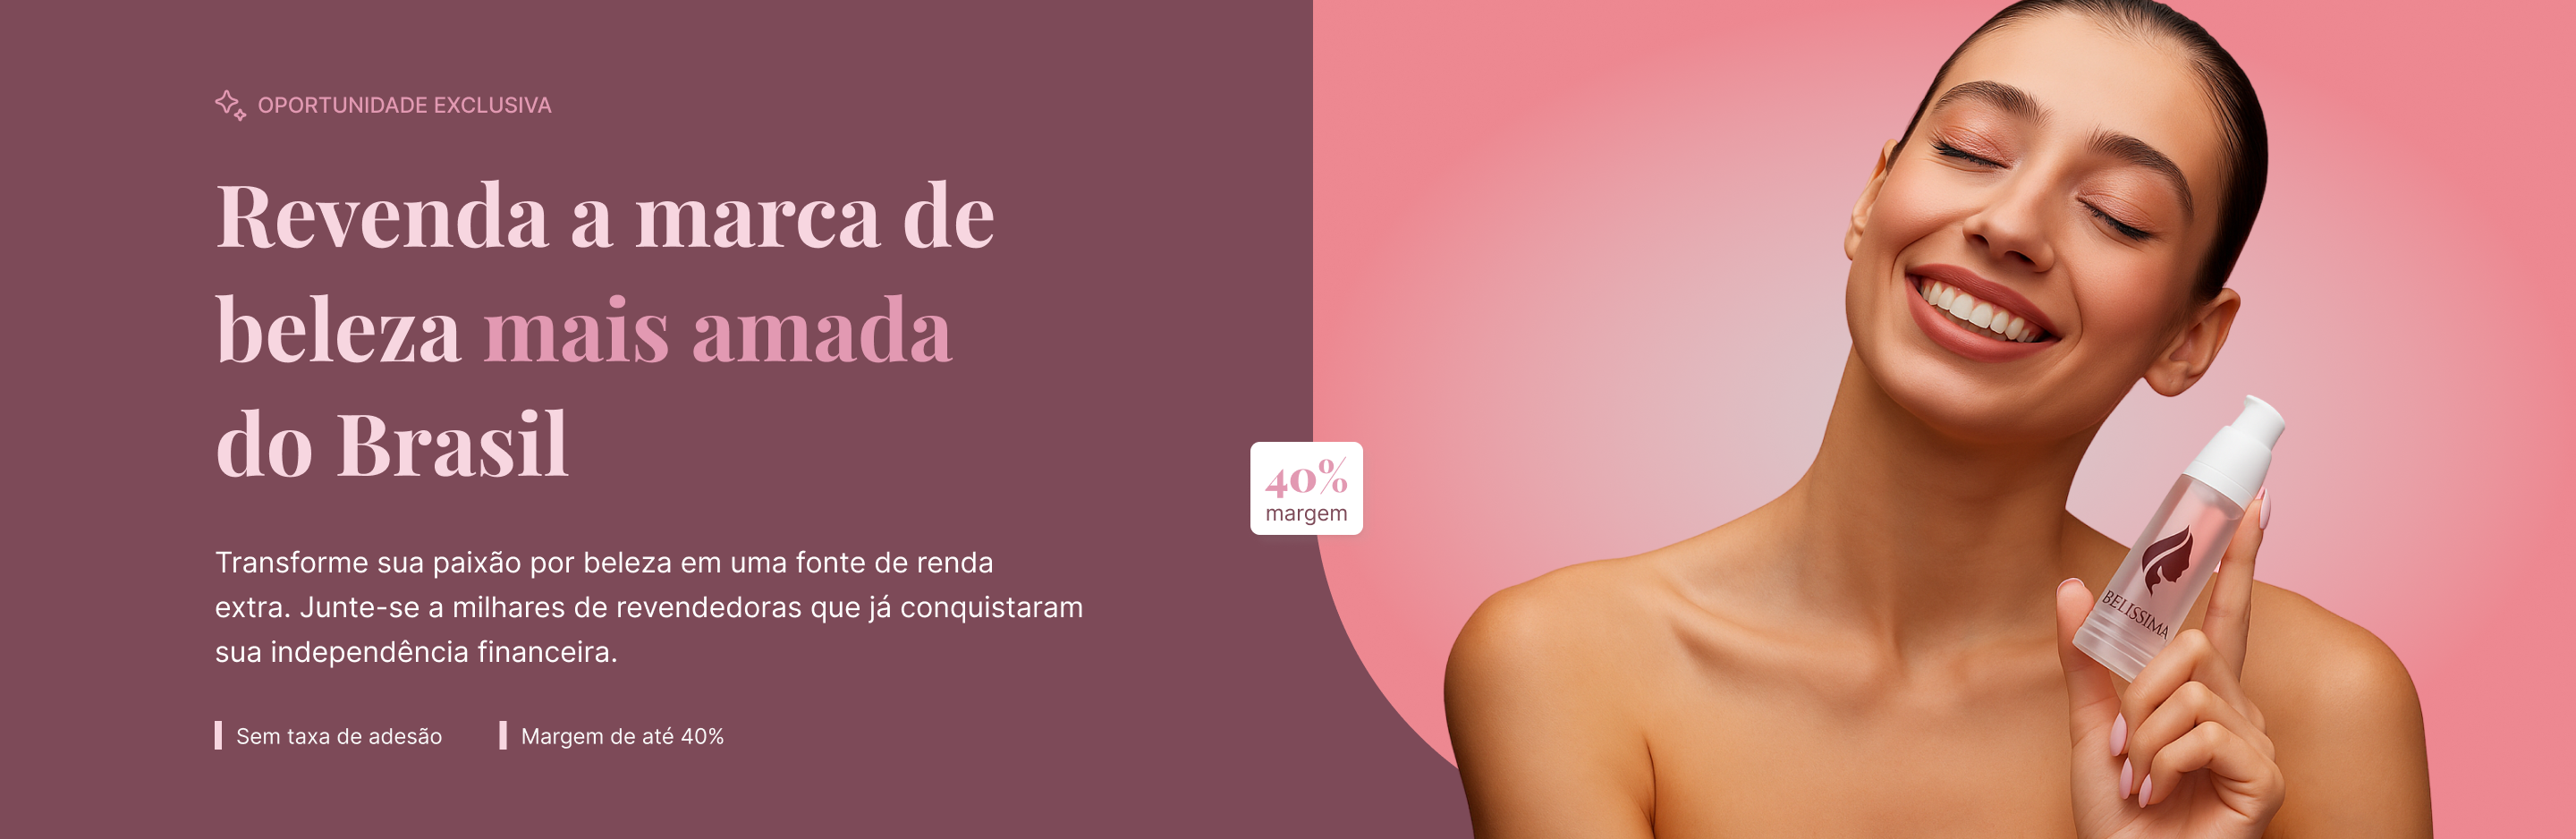 OPORTUNIDADE EXCLUSIVA
Revenda a marca de
beleza mais amada
do Brasil
Transforme sua paixão por beleza em uma fonte de renda
extra. Junte-se a milhares de revendedoras que já conquistaram
sua independência financeira.
Sem taxa de adesão
Margem de até 40%
40%
margem
BELISSIMA